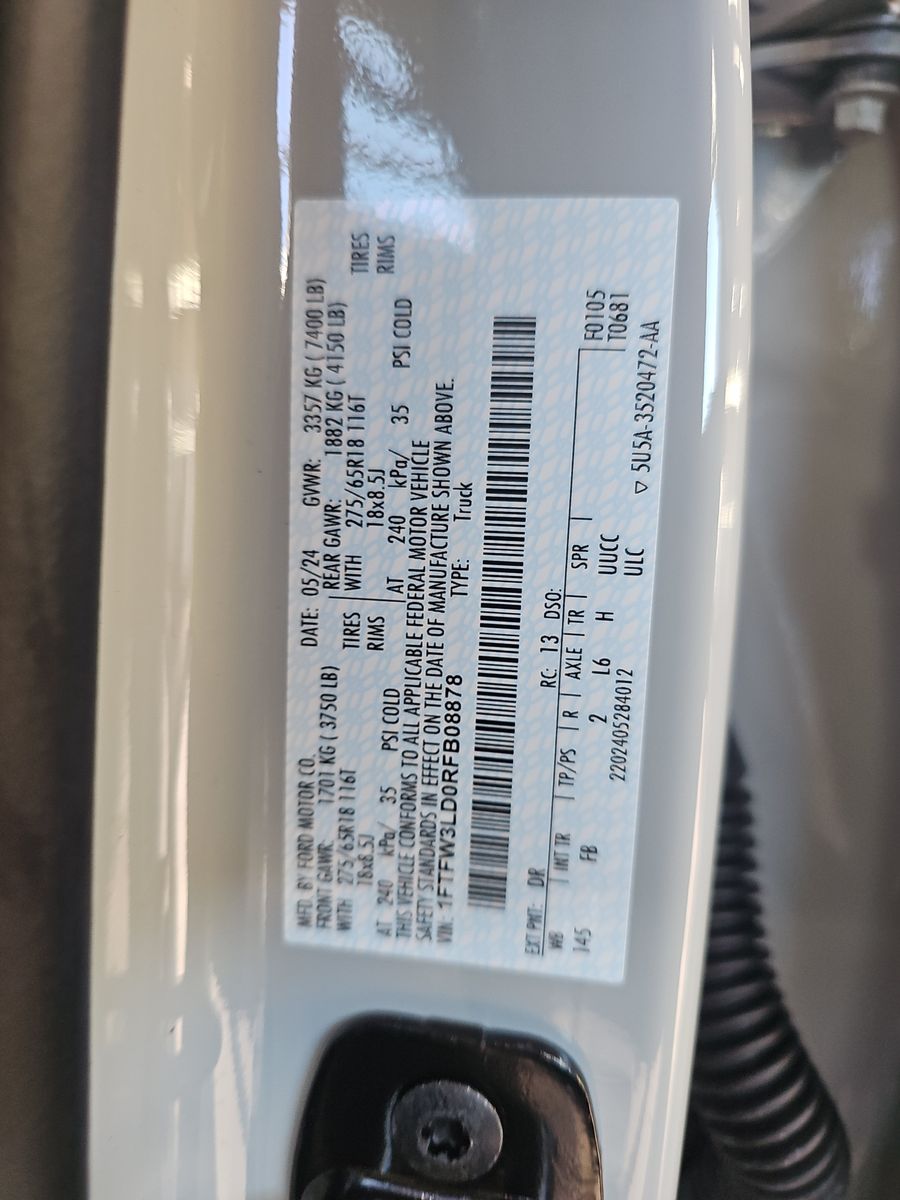 MFD. BY FORD MOTOR CO. DATE: 05/24 GVWR: 3357 KG ( 7400 LB)
FRONT GAWR: 1701 KG ( 3750 LB) REAR GAWR: 1882 KG ( 4150 LB)
WITH 275/65R18 116T TIRES WITH 275/65R18 116T TIRES
18x8.5J RIMS 18x8.5J RIMS
AT 240 kPa/ 35 PSI COLD AT 240 kPa/ 35 PSI COLD
THIS VEHICLE CONFORMS TO ALL APPLICABLE FEDERAL MOTOR VEHICLE
SAFETY STANDARDS IN EFFECT ON THE DATE OF MANUFACTURE SHOWN ABOVE.
VIN: 1FTFW3LD0RFB08878 TYPE: Truck
EXT PNT: DR RC: 13 DSO:
WB INT TR TP/PS R AXLE TR SPR F0105
145 FB 2 L6 H UUCC T0681
2202405284012 ULC ▽ 5U5A-3520472-AA